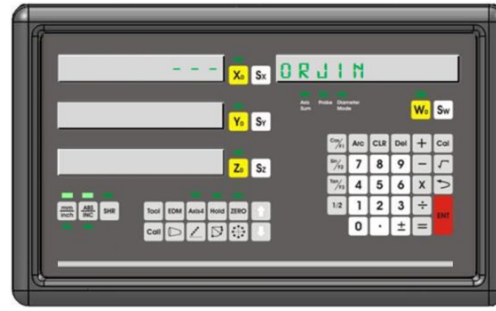 - - -
X₀ Sx
ORJIN
Axis Sum Probe Diameter Mode
Y₀ Sy
W₀ Sw
Z₀ Sz
Cos/F1 Arc CLR Del + Cal
7 8 9 -
4 5 6 X
1/2 1 2 3 ÷ ENT
0 . ± =
mm inch ABS INC SHR
Tool EDM Axis4 Hold ZERO
Call